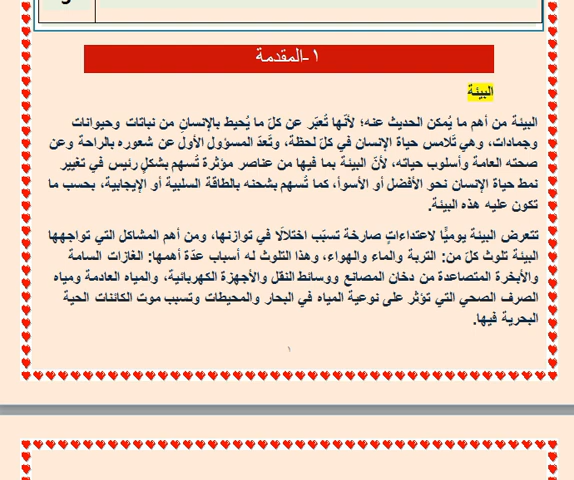 ١-المقدمة
البيئة
البيئة من أهم ما يُمكن الحديث عنه؛ لأنّها تُعبّر عن كلّ ما يُحيط بالإنسان من نباتات وحيوانات
وجمادات، وهي تَلامس حياة الإنسان في كلّ لحظة، وتَعدّ المسؤول الأول عن شعوره بالراحة وعن
صحته العامة وأسلوب حياته، لأنّ البيئة بما فيها من عناصر مؤثرة تُسهم بشكلٍ رئيس في تغيير
نمط حياة الإنسان نحو الأفضل أو الأسوأ، كما تُسهم بشحنه بالطاقة السلبية أو الإيجابية، بحسب ما
تكون عليه هذه البيئة.
تتعرض البيئة يوميًّا لاعتداءاتٍ صارخة تسبّب اختلالًا في توازنها، ومن أهم المشاكل التي تواجهها
البيئة تلوث كلّ من: التربة والماء والهواء، وهذا التلوث له أسباب عدّة أهمها: الغازات السامة
والأبخرة المتصاعدة من دخان المصانع ووسائط النقل والأجهزة الكهربائية، والمياه العادمة ومياه
الصرف الصحي التي تؤثر على نوعية المياه في البحار والمحيطات وتسبب موت الكائنات الحية
البحرية فيها.
١